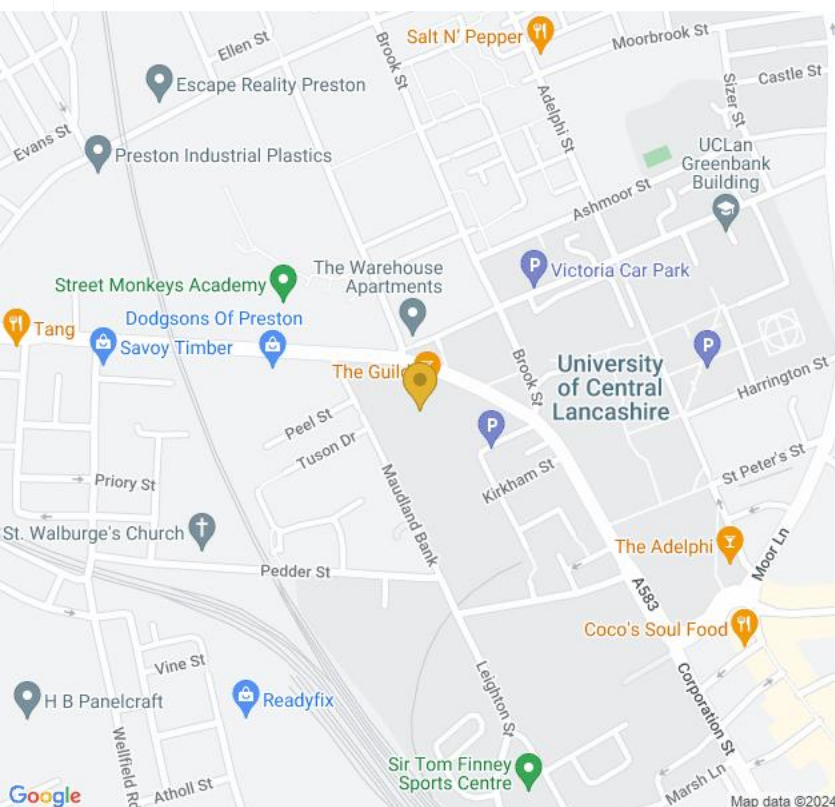 Salt N' Pepper
Moorbrook St
Ellen St
Brook St
Castle St
Escape Reality Preston
Sizer St
Adelphi St
Evans St
Preston Industrial Plastics
UCLan
Greenbank
Building
Ashmoor St
The Warehouse
Apartments
Victoria Car Park
P
Street Monkeys Academy
Dodgsons Of Preston
Tang
Savoy Timber
P
The Guild
Brook St
University
of Central
Lancashire
Harrington St
Peel St
P
Tuson Dr
Maudland Bank
Kirkham St
St Peter's St
Priory St
St. Walburge's Church
The Adelphi
Moor Ln
Pedder St
A583
Coco's Soul Food
Vine St
H B Panelcraft
Readyfix
Leighton St
Corporation St
Wellfield Rd
Sir Tom Finney
Sports Centre
Atholl St
Marsh Ln
Google
Map data ©2024